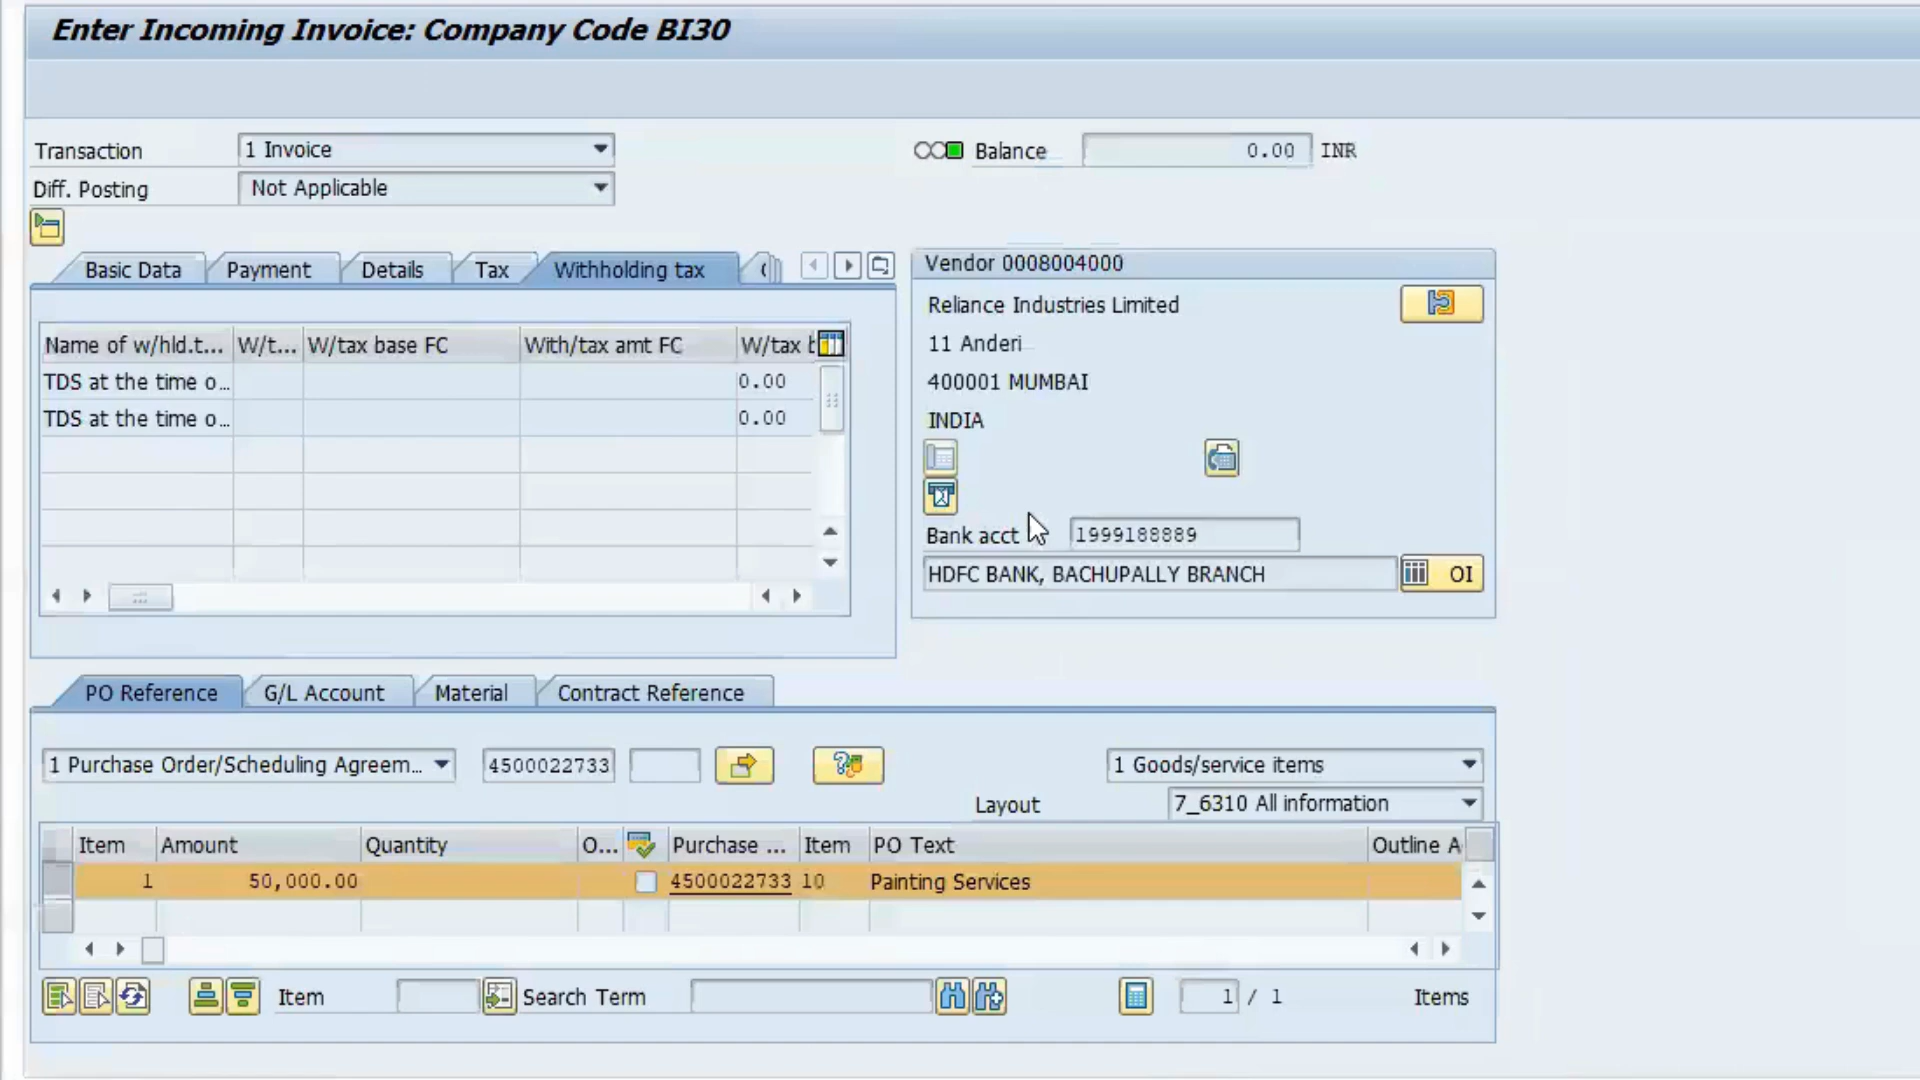 Enter Incoming Invoice: Company Code BI30
Transaction 1 Invoice Balance 0.00 INR
Diff. Posting Not Applicable
Basic Data Payment Details Tax Withholding tax
Name of w/hld.t... W/t... W/tax base FC With/tax amt FC W/tax b
TDS at the time o... 0.00
TDS at the time o... 0.00
Vendor 0008004000
Reliance Industries Limited
11 Anderi
400001 MUMBAI
INDIA
Bank acct 1999188889
HDFC BANK, BACHUPALLY BRANCH OI
PO Reference G/L Account Material Contract Reference
1 Purchase Order/Scheduling Agreem... 4500022733 1 Goods/service items
Layout 7_6310 All information
Item Amount Quantity O... Purchase ... Item PO Text Outline A
1 50,000.00 4500022733 10 Painting Services
Item Search Term 1 / 1 Items